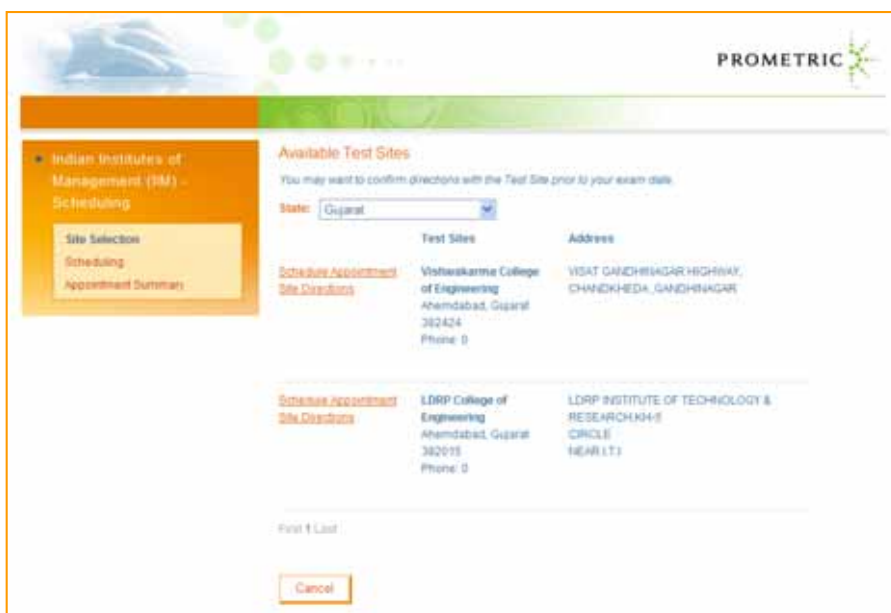 PROMETRIC
Indian Institutes of
Management (IIM) -
Scheduling
Site Selection
Scheduling
Appointment Summary
Available Test Sites
You may want to confirm directions with the Test Site prior to your exam date.
State: Gujarat
Test Sites Address
Schedule Appointment
Site Directions
Vishwakarma College
of Engineering
Ahemdabad, Gujarat
382424
Phone: 0
VISAT GANDHINAGAR HIGHWAY,
CHANDKHEDA, GANDHINAGAR
Schedule Appointment
Site Directions
LDRP College of
Engineering
Ahemdabad, Gujarat
382015
Phone: 0
LDRP INSTITUTE OF TECHNOLOGY &
RESEARCH,KH-5
CIRCLE
NEAR I.T.I
First 1 Last
Cancel